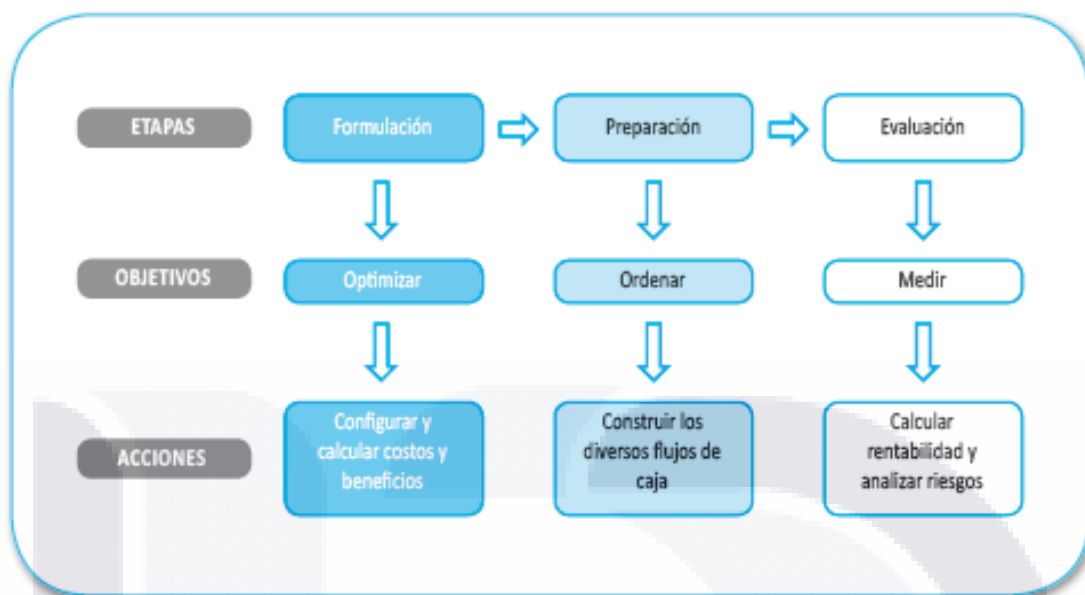 ETAPAS
Formulación
Preparación
Evaluación
OBJETIVOS
Optimizar
Ordenar
Medir
ACCIONES
Configurar y
calcular costos y
beneficios
Construir los
diversos flujos de
caja
Calcular
rentabilidad y
analizar riesgos